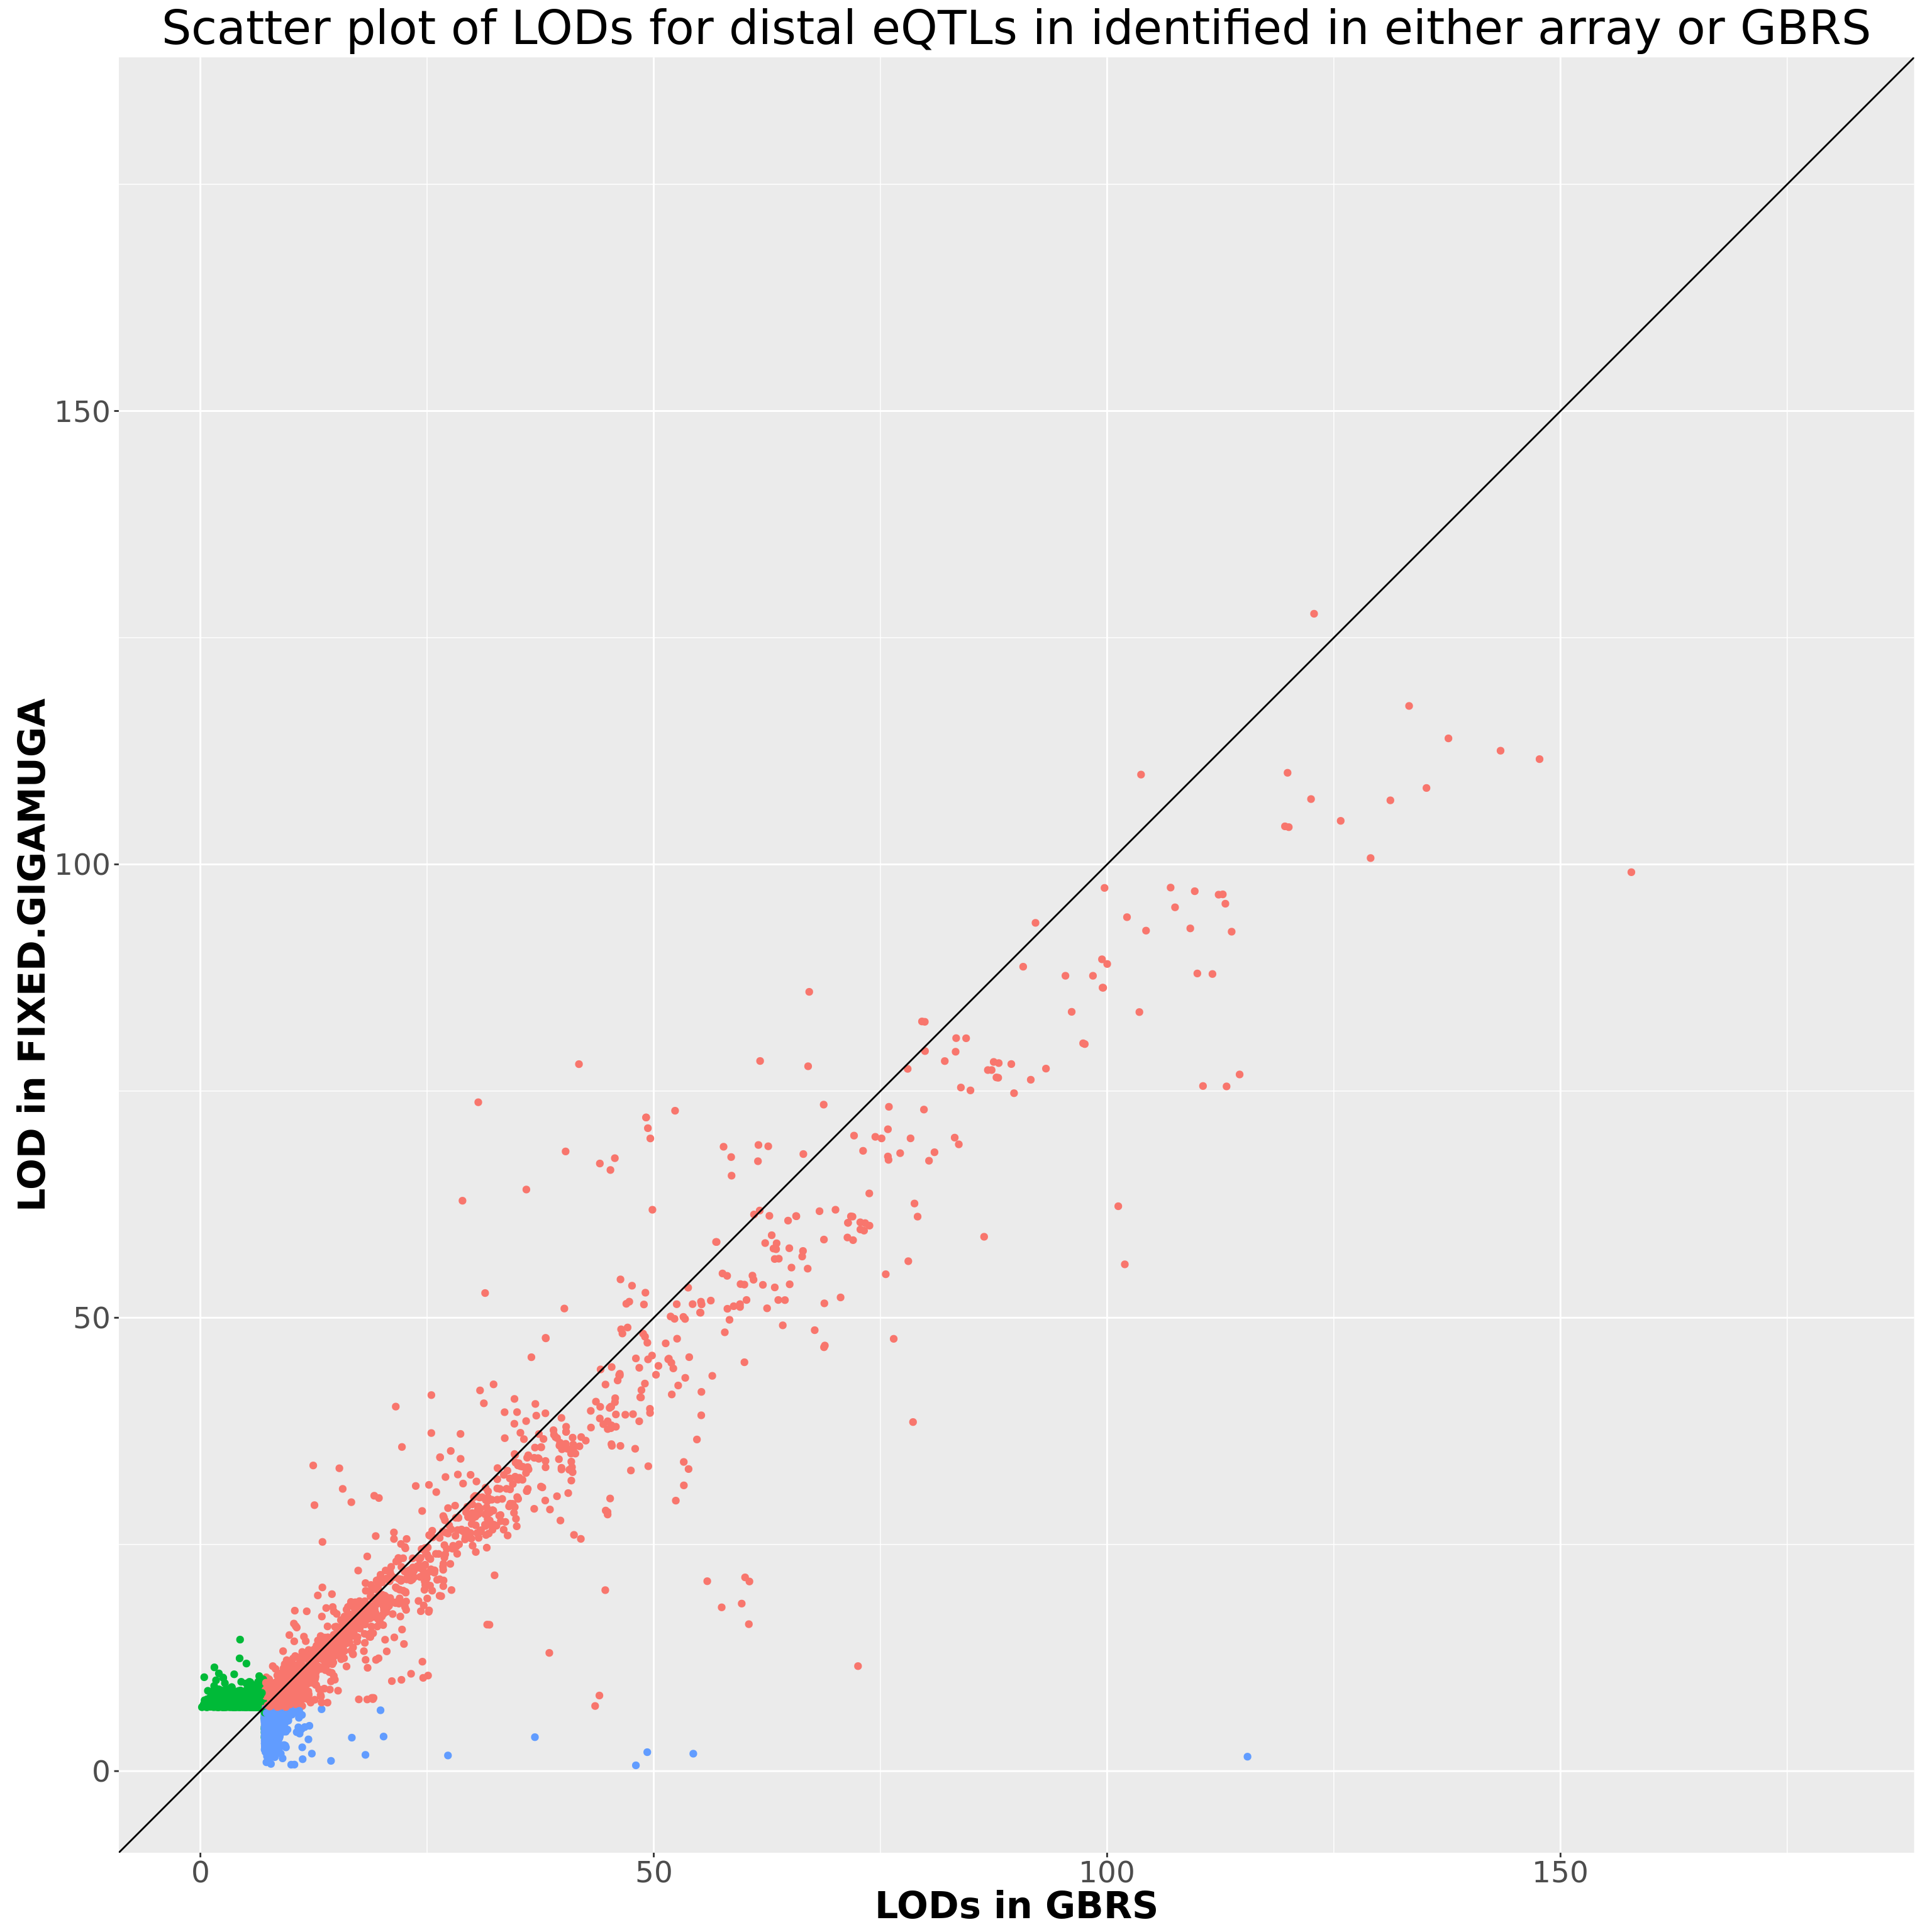 Scatter plot of LODs for distal eQTLs in identified in either array or GBRS
LOD in FIXED.GIGAMUGA
150
100
50
0
0 50 100 150
LODs in GBRS